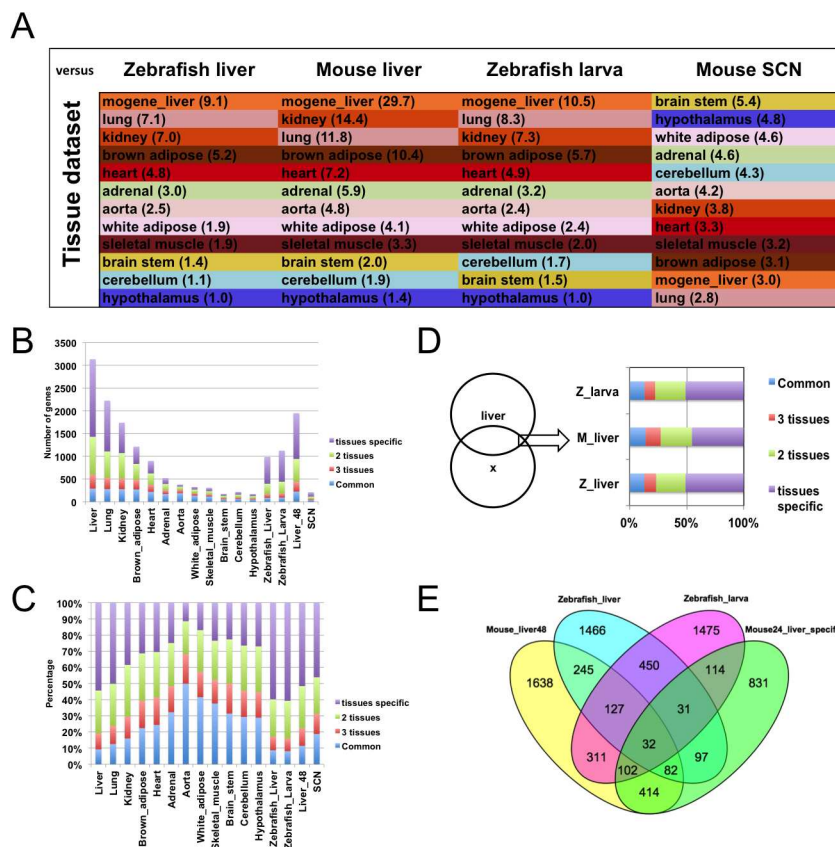 A
versus Zebrafish liver Mouse liver Zebrafish larva Mouse SCN
Tissue dataset
mogene_liver (9.1) mogene_liver (29.7) mogene_liver (10.5) brain stem (5.4)
lung (7.1) kidney (14.4) lung (8.3) hypothalamus (4.8)
kidney (7.0) lung (11.8) kidney (7.3) white adipose (4.6)
brown adipose (5.2) brown adipose (10.4) brown adipose (5.7) adrenal (4.6)
heart (4.8) heart (7.2) heart (4.9) cerebellum (4.3)
adrenal (3.0) adrenal (5.9) adrenal (3.2) aorta (4.2)
aorta (2.5) aorta (4.8) aorta (2.4) kidney (3.8)
white adipose (1.9) white adipose (4.1) white adipose (2.4) heart (3.3)
sleletal muscle (1.9) sleletal muscle (3.3) sleletal muscle (2.0) sleletal muscle (3.2)
brain stem (1.4) brain stem (2.0) cerebellum (1.7) brown adipose (3.1)
cerebellum (1.1) cerebellum (1.9) brain stem (1.5) mogene_liver (3.0)
hypothalamus (1.0) hypothalamus (1.4) hypothalamus (1.0) lung (2.8)
B
Number of genes
3500
3000
2500
2000
1500
1000
500
0
Liver Lung Kidney Brown_adipose Heart Adrenal Aorta White_adipose Skeletal_muscle Brain_stem Cerebellum Hypothalamus Zebrafish_Liver Zebrafish_Larva Liver_48 SCN
tissues specific
2 tissues
3 tissues
Common
C
Percentage
100%
90%
80%
70%
60%
50%
40%
30%
20%
10%
0%
Liver Lung Kidney Brown_adipose Heart Adrenal Aorta White_adipose Skeletal_muscle Brain_stem Cerebellum Hypothalamus Zebrafish_Liver Zebrafish_Larva Liver_48 SCN
tissues specific
2 tissues
3 tissues
Common
D
liver
x
Z_larva
M_liver
Z_liver
0% 50% 100%
Common
3 tissues
2 tissues
tissues
specific
E
Zebrafish_liver Zebrafish_larva
Mouse_liver48 Mouse24_liver_specif
1466 1475
245 450 114
1638 831
127 31
32
311 97
102 82
414